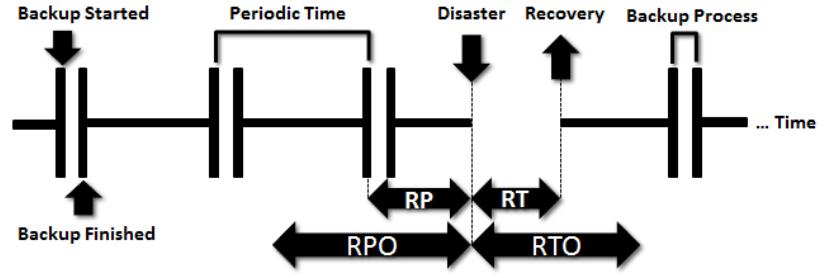 Backup Started
Periodic Time
Disaster
Recovery
Backup Process
... Time
RP
RT
Backup Finished
RPO
RTO